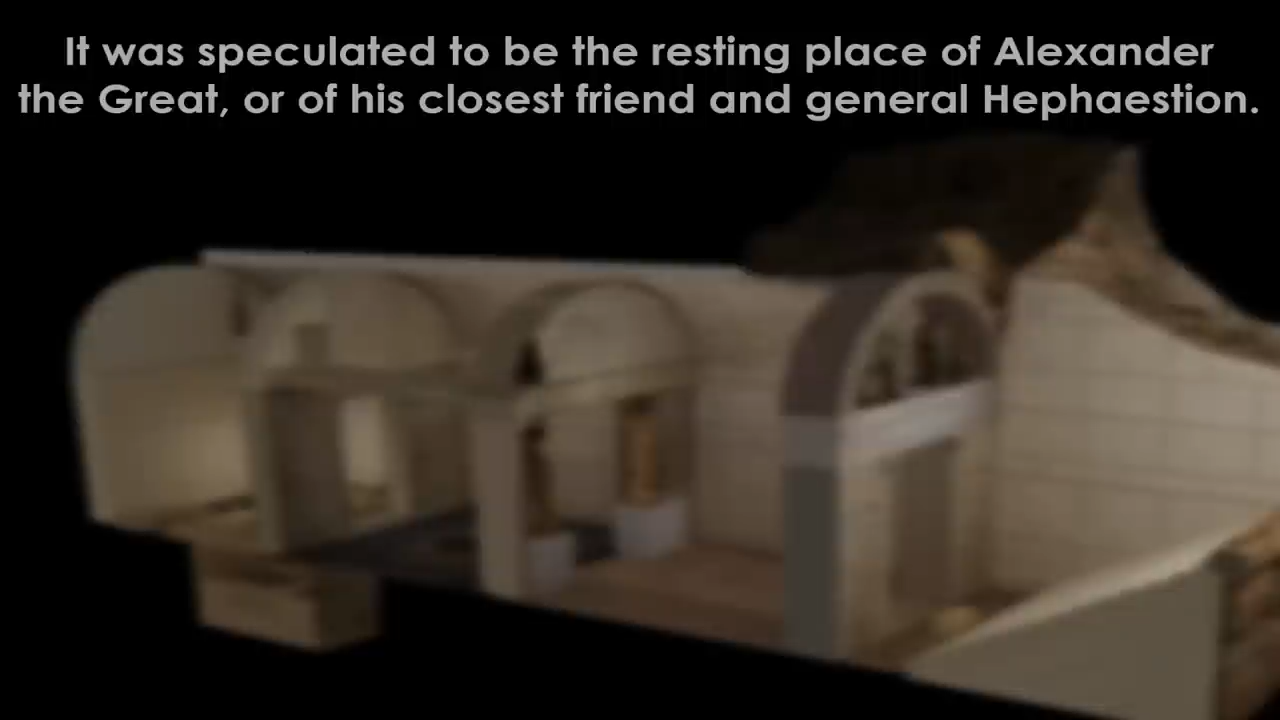 It was speculated to be the resting place of Alexander
the Great, or of his closest friend and general Hephaestion.